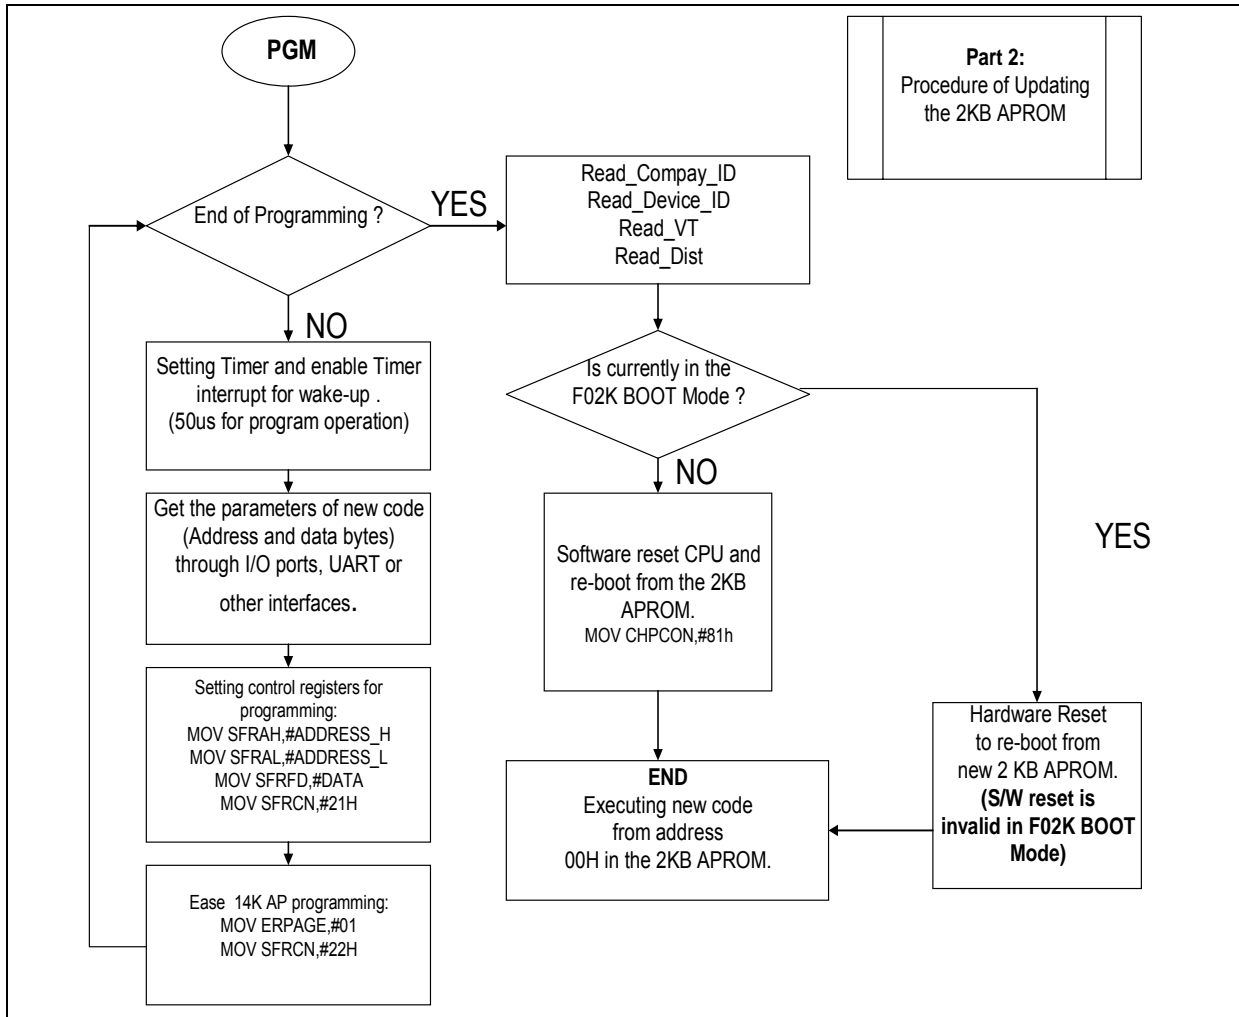 PGM
Part 2:
Procedure of Updating
the 2KB APROM
End of Programming ?
YES
Read_Compay_ID
Read_Device_ID
Read_VT
Read_Dist
NO
Setting Timer and enable Timer
interrupt for wake-up .
(50us for program operation)
Is currently in the
F02K BOOT Mode ?
NO
YES
Get the parameters of new code
(Address and data bytes)
through I/O ports, UART or
other interfaces.
Software reset CPU and
re-boot from the 2KB
APROM.
MOV CHPCON,#81h
Setting control registers for
programming:
MOV SFRAH,#ADDRESS_H
MOV SFRAL,#ADDRESS_L
MOV SFRFD,#DATA
MOV SFRCN,#21H
Hardware Reset
to re-boot from
new 2 KB APROM.
(S/W reset is
invalid in F02K BOOT
Mode)
END
Executing new code
from address
00H in the 2KB APROM.
Ease 14K AP programming:
MOV ERPAGE,#01
MOV SFRCN,#22H